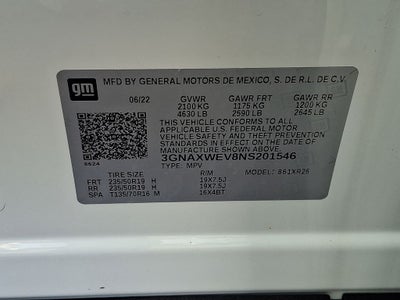 gm
MFD BY GENERAL MOTORS DE MEXICO, S. DE R.L. DE C.V.
06/22 GVWR GAWR FRT GAWR RR
2100 KG 1175 KG 1200 KG
4630 LB 2590 LB 2645 LB
THIS VEHICLE CONFORMS TO ALL
APPLICABLE U.S. FEDERAL MOTOR
VEHICLE SAFETY AND THEFT PREVENTION
STANDARDS IN EFFECT ON THE DATE
OF MANUFACTURE SHOWN ABOVE.
3GNAXWEV8NS201546
8624 TYPE: MPV
TIRE SIZE RIM MODEL: 861XR26
FRT 235/50R19 H 19X7.5J
RR 235/50R19 H 19X7.5J
SPA T135/70R16 M 16X4BT